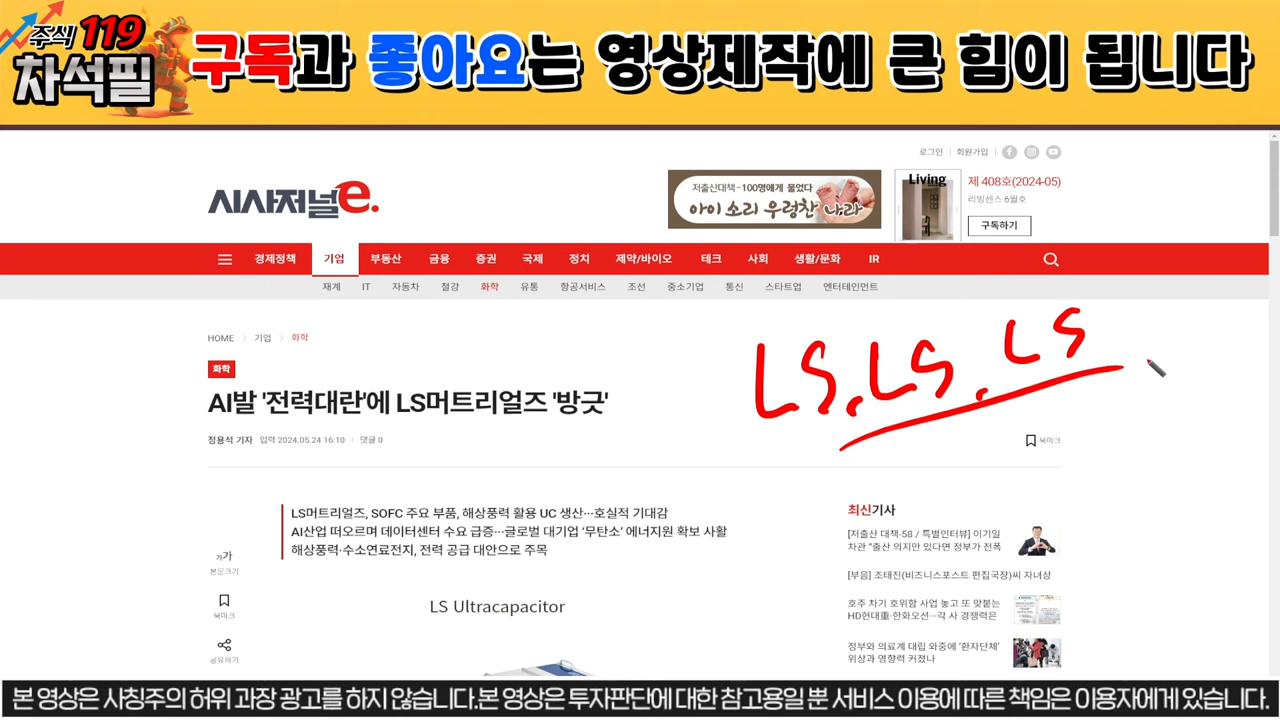 주식 119
차석필
구독과 좋아요는 영상제작에 큰 힘이 됩니다
로그인 회원가입
시사저널e.
저출산대책-100명에게 물었다
아이 소리 우렁찬 나라
Living
제 408호(2024-05)
리빙센스 6월호
구독하기
경제정책 기업 부동산 금융 증권 국제 정치 제약/바이오 테크 사회 생활/문화 IR
재계 IT 자동차 철강 화학 유통 항공서비스 조선 중소기업 통신 스타트업 엔터테인먼트
HOME 기업 화학
LS, LS, LS
화학
AI발 '전력대란'에 LS머트리얼즈 '방긋'
정용석 기자 입력 2024.05.24 16:10 댓글 0
북마크
LS머트리얼즈, SOFC 주요 부품, 해상풍력 활용 UC 생산…호실적 기대감
AI산업 떠오르며 데이터센터 수요 급증…글로벌 대기업 '무탄소' 에너지원 확보 사활
해상풍력·수소연료전지, 전력 공급 대안으로 주목
가가
본문크기
북마크
공유하기
LS Ultracapacitor
최신기사
[저출산 대책-58 / 특별인터뷰] 이기일
차관 "출산 의지만 있다면 정부가 전폭
[부음] 조태진(비즈니스포스트 편집국장)씨 자녀상
호주 차기 호위함 사업 놓고 또 맞붙는
HD현대重·한화오션…각 사 경쟁력은
정부와 의료계 대립 와중에 '환자단체'
위상과 영향력 커졌나
본 영상은 사칭주의 허위 과장 광고를 하지 않습니다.본 영상은 투자판단에 대한 참고용일 뿐 서비스 이용에 따른 책임은 이용자에게 있습니다.